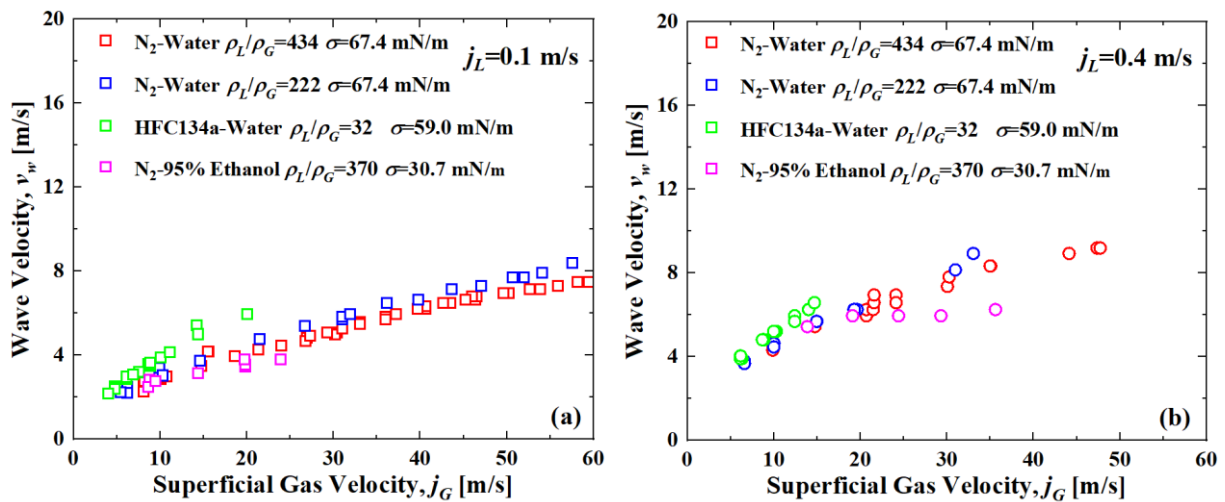 N₂-Water ρL/ρG=434 σ=67.4 mN/m
N₂-Water ρL/ρG=222 σ=67.4 mN/m
HFC134a-Water ρL/ρG=32 σ=59.0 mN/m
N₂-95% Ethanol ρL/ρG=370 σ=30.7 mN/m
jL=0.1 m/s
Wave Velocity, vw [m/s]
20
16
12
8
4
0
0 10 20 30 40 50 60
Superficial Gas Velocity, jG [m/s]
(a)
N₂-Water ρL/ρG=434 σ=67.4 mN/m
N₂-Water ρL/ρG=222 σ=67.4 mN/m
HFC134a-Water ρL/ρG=32 σ=59.0 mN/m
N₂-95% Ethanol ρL/ρG=370 σ=30.7 mN/m
jL=0.4 m/s
Wave Velocity, vw [m/s]
20
16
12
8
4
0
0 10 20 30 40 50 60
Superficial Gas Velocity, jG [m/s]
(b)